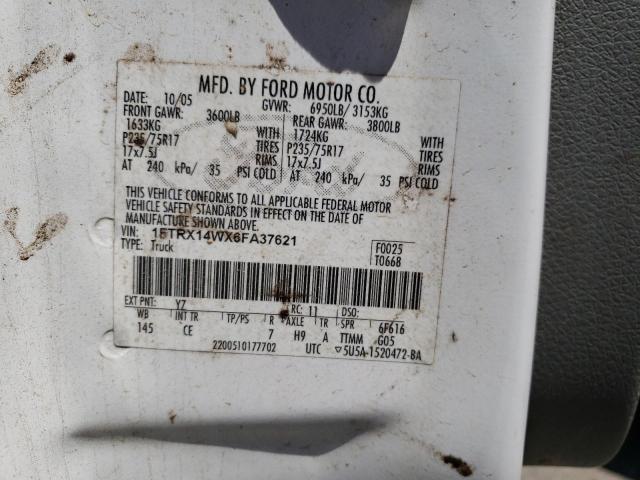 MFD. BY FORD MOTOR CO.
DATE: 10/05 GVWR: 6950LB/ 3153KG
FRONT GAWR: 3600LB REAR GAWR: 3800LB
1633KG WITH 1724KG WITH
P235/75R17 TIRES P235/75R17 TIRES
17x7.5J RIMS 17x7.5J RIMS
AT 240 kPa/ 35 PSI COLD AT 240 kPa/ 35 PSI COLD
THIS VEHICLE CONFORMS TO ALL APPLICABLE FEDERAL MOTOR
VEHICLE SAFETY STANDARDS IN EFFECT ON THE DATE OF
MANUFACTURE SHOWN ABOVE.
VIN: 1FTRX14WX6FA37621 F0025
TYPE: Truck T0668
EXT PNT: YZ RC: 11 DSO:
WB INT TR TP/PS R AXLE TR SPR 6F616
145 CE 7 H9 A TTMM G05
2200510177702 UTC ▽5U5A-1520472-BA